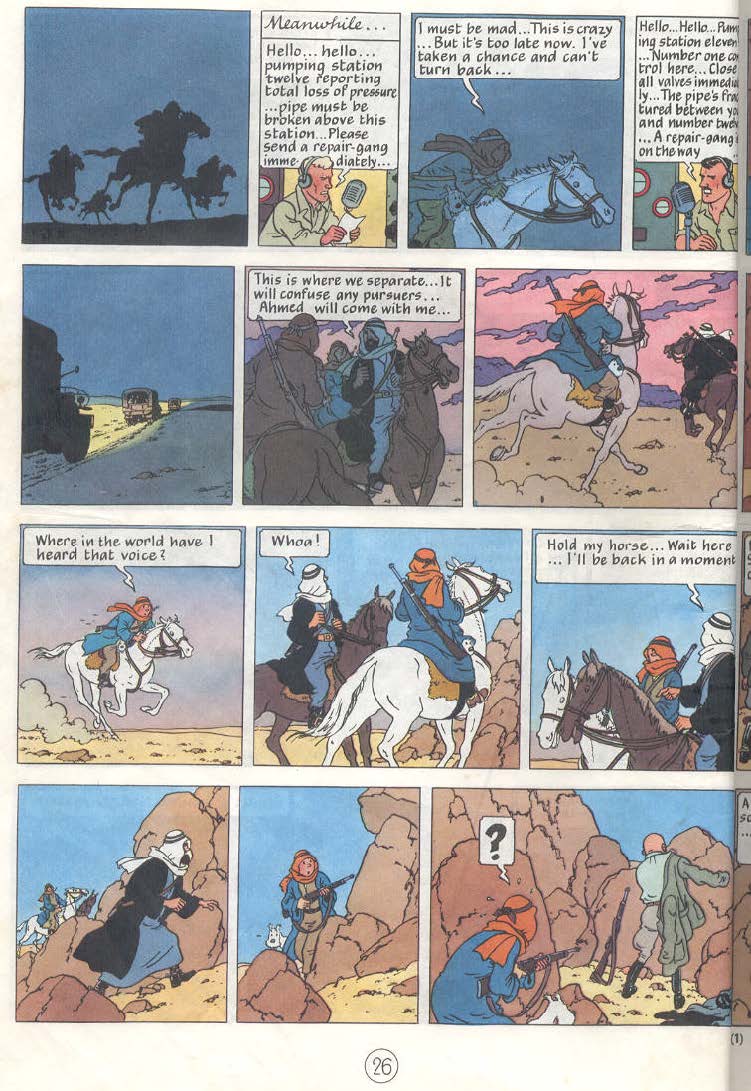 Meanwhile...
Hello... hello...
pumping station
twelve reporting
total loss of pressure
...pipe must be
broken above this
station...Please
send a repair-gang
imme- diately...
I must be mad...This is crazy
...But it's too late now. I've
taken a chance and can't
turn back...
Hello...Hello...
ing station eleven
...Number one
trol here... Close
all valves
ly...The pipe's
tured between
and number
...A repair-gang
on the way
This is where we separate...It
will confuse any pursuers...
Ahmed will come with me...
Where in the world have I
heard that voice?
Whoa!
Hold my horse... Wait here
...I'll be back in a moment
?
A
26
(1)